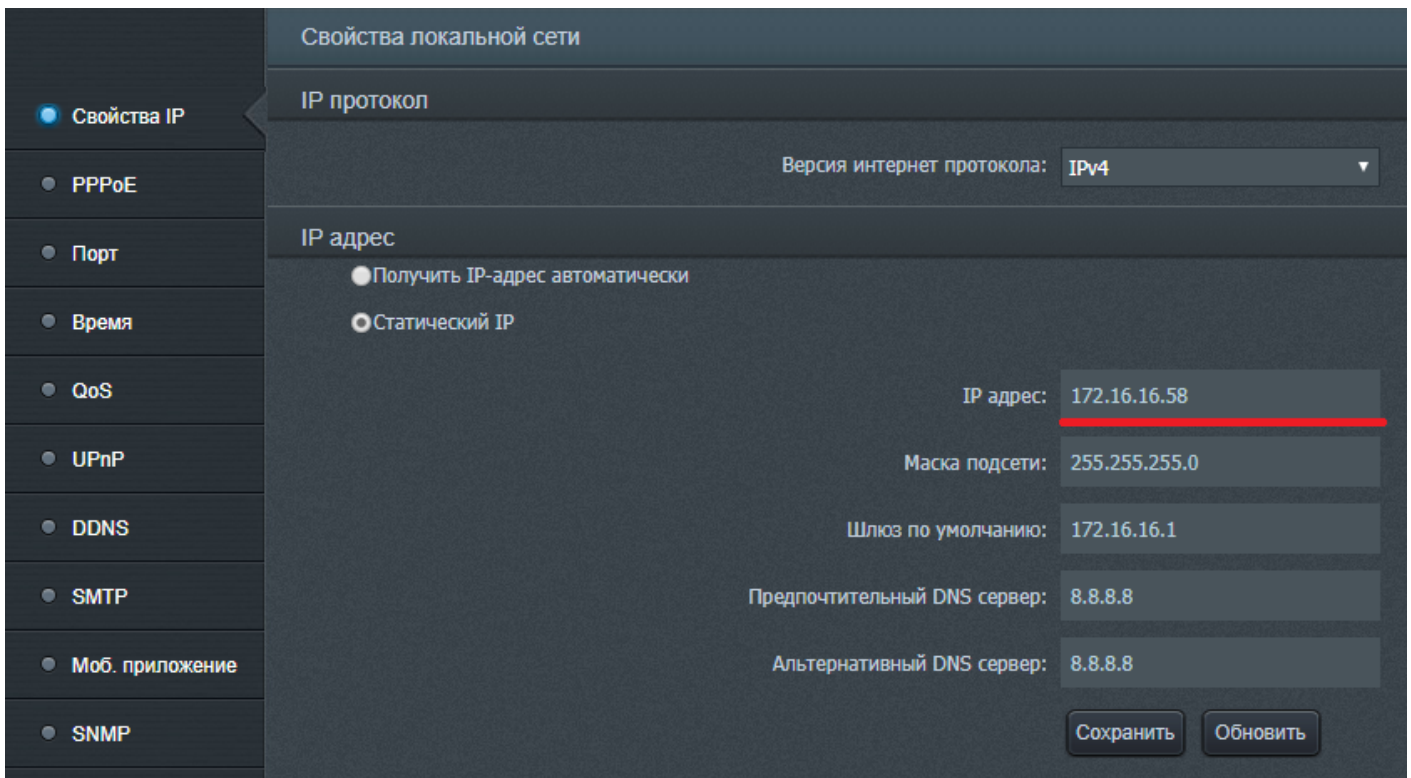 Свойства локальной сети
Свойства IP
PPPoE
Порт
Время
QoS
UPnP
DDNS
SMTP
Моб. приложение
SNMP
IP протокол
Версия интернет протокола: IPv4
IP адрес
Получить IP-адрес автоматически
Статический IP
IP адрес: 172.16.16.58
Маска подсети: 255.255.255.0
Шлюз по умолчанию: 172.16.16.1
Предпочтительный DNS сервер: 8.8.8.8
Альтернативный DNS сервер: 8.8.8.8
Сохранить Обновить